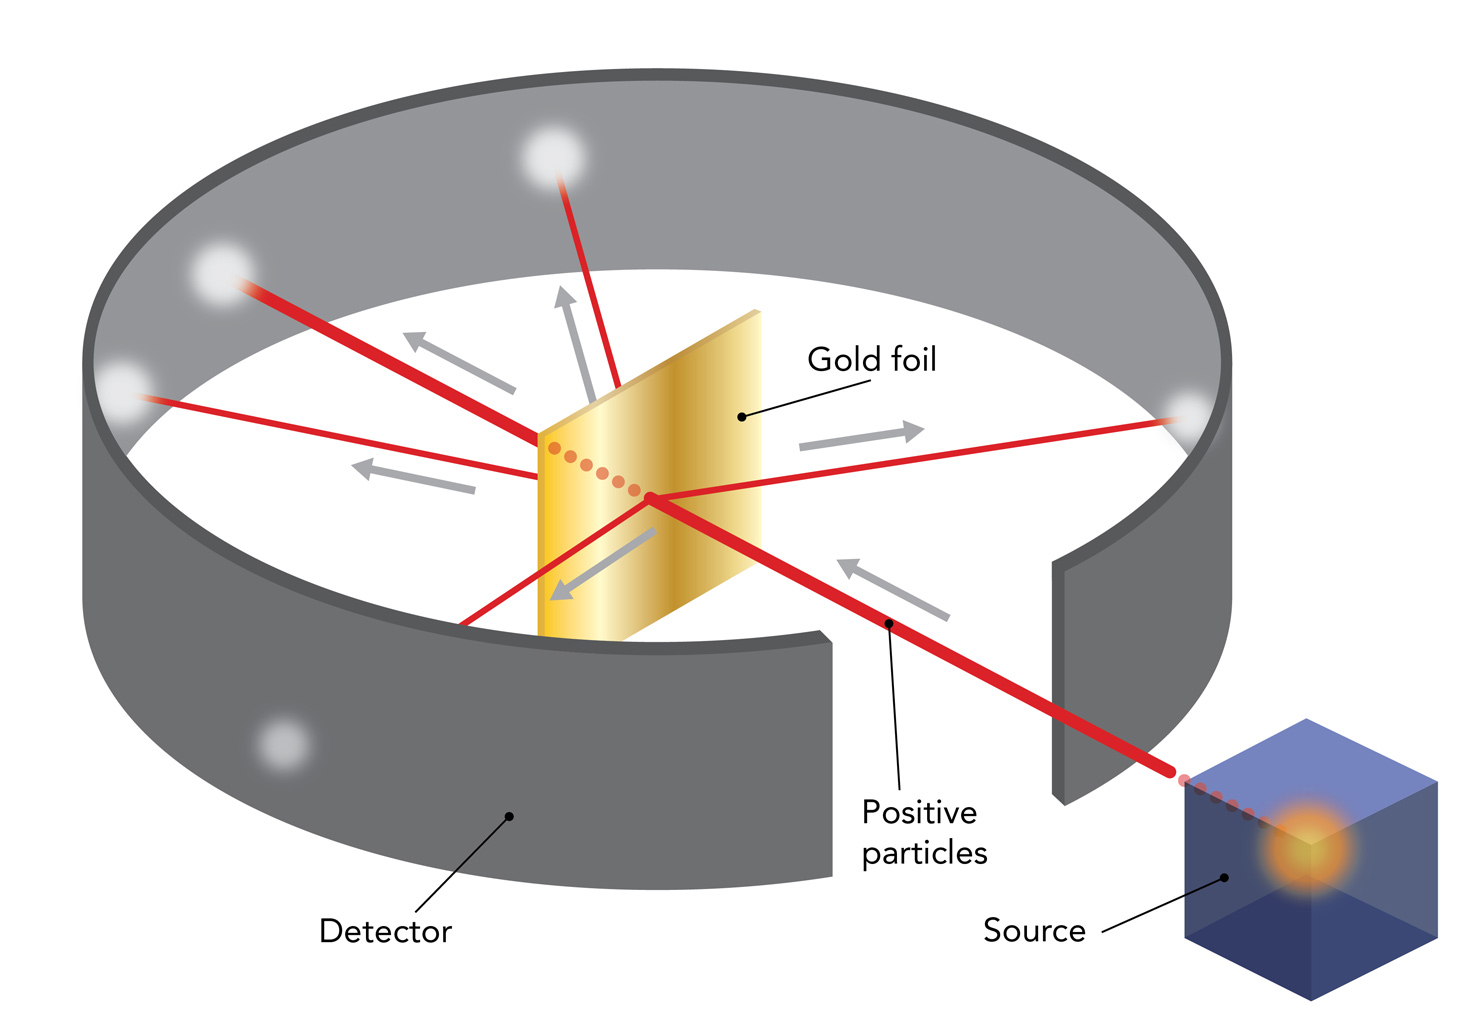 Gold foil
Positive
particles
Detector
Source